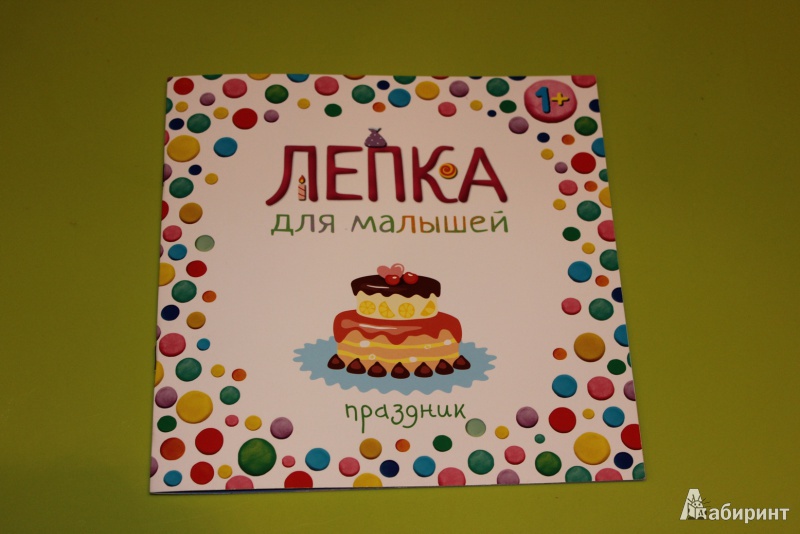 1+
ЛЕПКА
для малышей
праздник
Лабиринт